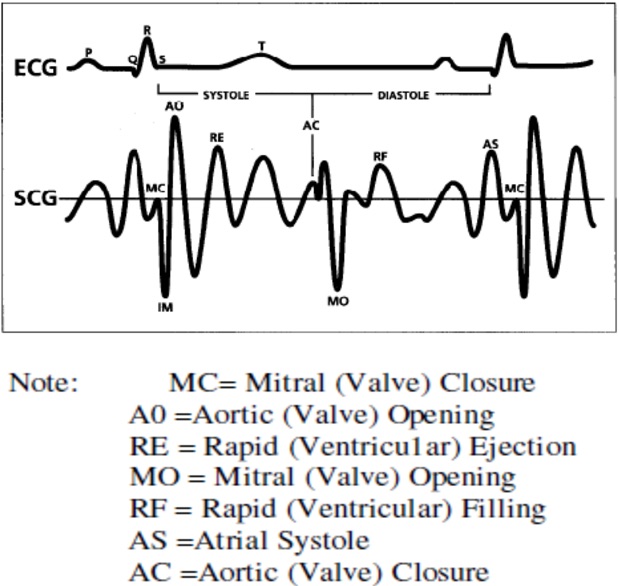 R
P
T
Q
S
ECG
SYSTOLE
DIASTOLE
AO
AC
RE
RF
AS
MC
MC
SCG
IM
MO
Note: MC= Mitral (Valve) Closure
A0 =Aortic (Valve) Opening
RE = Rapid (Ventricular) Ejection
MO = Mitral (Valve) Opening
RF = Rapid (Ventricular) Filling
AS =Atrial Systole
AC =Aortic (Valve) Closure